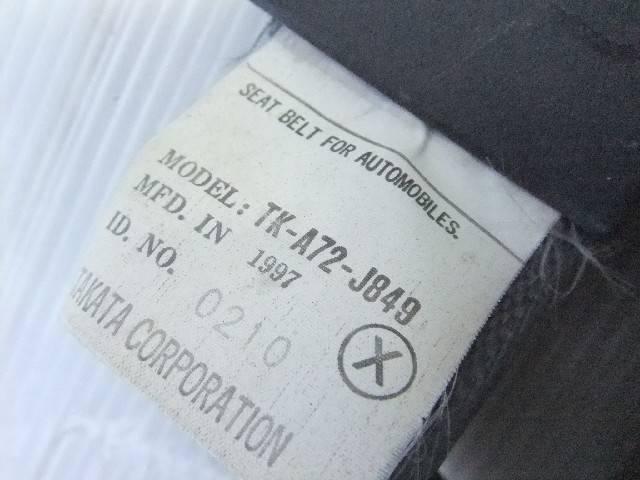 SEAT BELT FOR AUTOMOBILES.
MODEL: TK-A72-J849
MFD. IN 1997
ID. NO. 0210
TAKATA CORPORATION
X